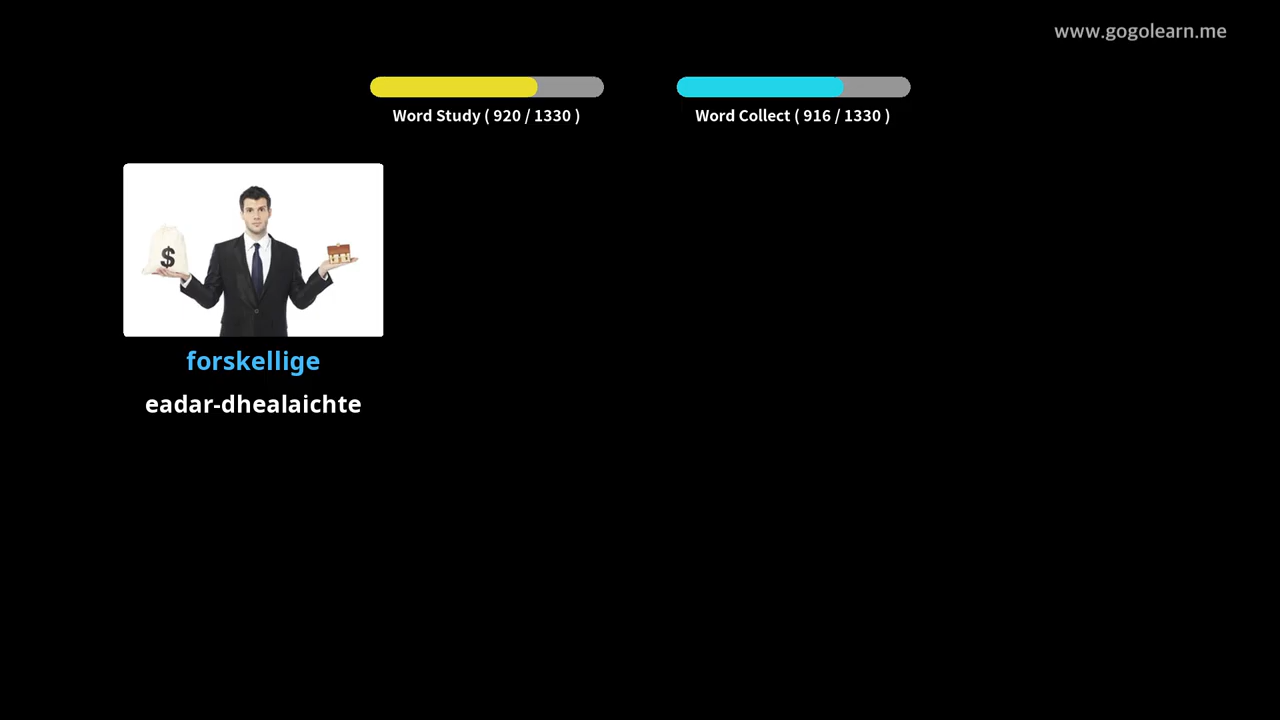 www.gogolearn.me
Word Study ( 920 / 1330 )
Word Collect ( 916 / 1330 )
$
forskellige
eadar-dhealaichte